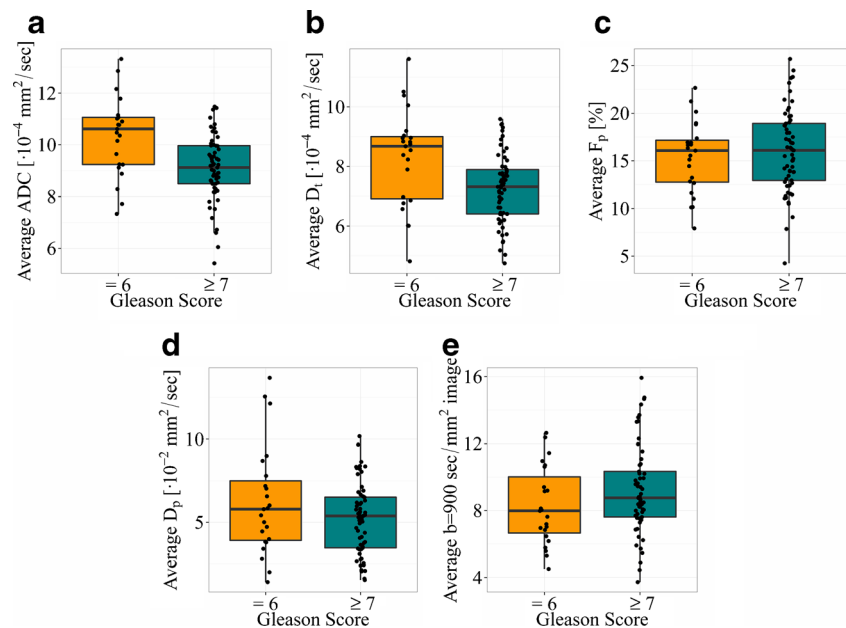 a
Average ADC [·10⁻⁴ mm²/sec]
12
10
8
6
= 6
≥ 7
Gleason Score
b
Average Dₜ [·10⁻⁴ mm²/sec]
10
8
6
= 6
≥ 7
Gleason Score
c
Average Fₚ [%]
25
20
15
10
5
= 6
≥ 7
Gleason Score
d
Average Dₚ [·10⁻² mm²/sec]
10
5
= 6
≥ 7
Gleason Score
e
Average b=900 sec/mm² image
16
12
8
4
= 6
≥ 7
Gleason Score